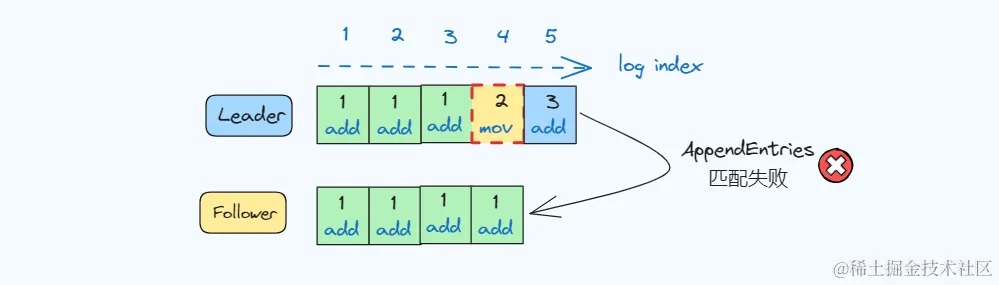 1 2 3 4 5
log index
Leader
1 1 1 2 3
add add add mov add
AppendEntries
匹配失败
Follower
1 1 1 1
add add add add
@稀土掘金技术社区